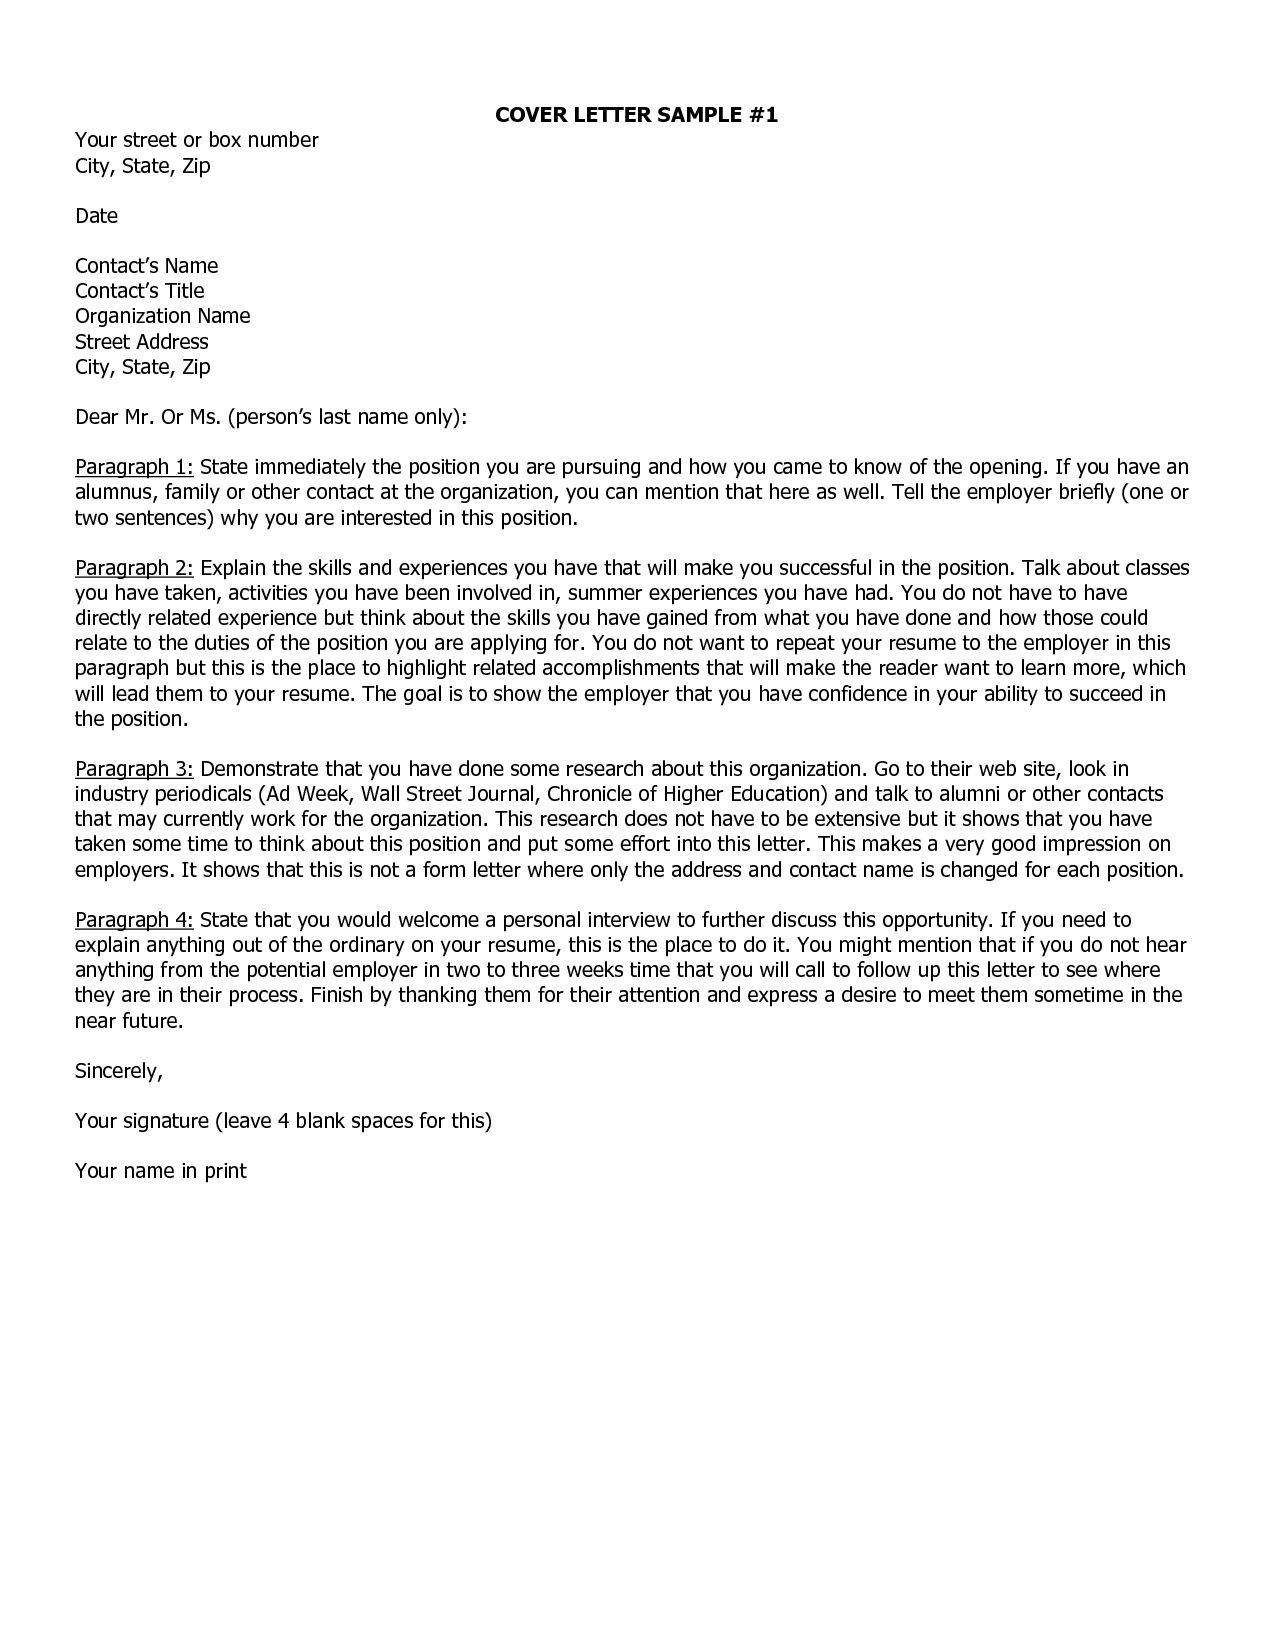 COVER LETTER SAMPLE #1
Your street or box number
City, State, Zip
Date
Contact’s Name
Contact’s Title
Organization Name
Street Address
City, State, Zip
Dear Mr. Or Ms. (person’s last name only):
Paragraph 1: State immediately the position you are pursuing and how you came to know of the opening. If you have an
alumnus, family or other contact at the organization, you can mention that here as well. Tell the employer briefly (one or
two sentences) why you are interested in this position.
Paragraph 2: Explain the skills and experiences you have that will make you successful in the position. Talk about classes
you have taken, activities you have been involved in, summer experiences you have had. You do not have to have
directly related experience but think about the skills you have gained from what you have done and how those could
relate to the duties of the position you are applying for. You do not want to repeat your resume to the employer in this
paragraph but this is the place to highlight related accomplishments that will make the reader want to learn more, which
will lead them to your resume. The goal is to show the employer that you have confidence in your ability to succeed in
the position.
Paragraph 3: Demonstrate that you have done some research about this organization. Go to their web site, look in
industry periodicals (Ad Week, Wall Street Journal, Chronicle of Higher Education) and talk to alumni or other contacts
that may currently work for the organization. This research does not have to be extensive but it shows that you have
taken some time to think about this position and put some effort into this letter. This makes a very good impression on
employers. It shows that this is not a form letter where only the address and contact name is changed for each position.
Paragraph 4: State that you would welcome a personal interview to further discuss this opportunity. If you need to
explain anything out of the ordinary on your resume, this is the place to do it. You might mention that if you do not hear
anything from the potential employer in two to three weeks time that you will call to follow up this letter to see where
they are in their process. Finish by thanking them for their attention and express a desire to meet them sometime in the
near future.
Sincerely,
Your signature (leave 4 blank spaces for this)
Your name in print